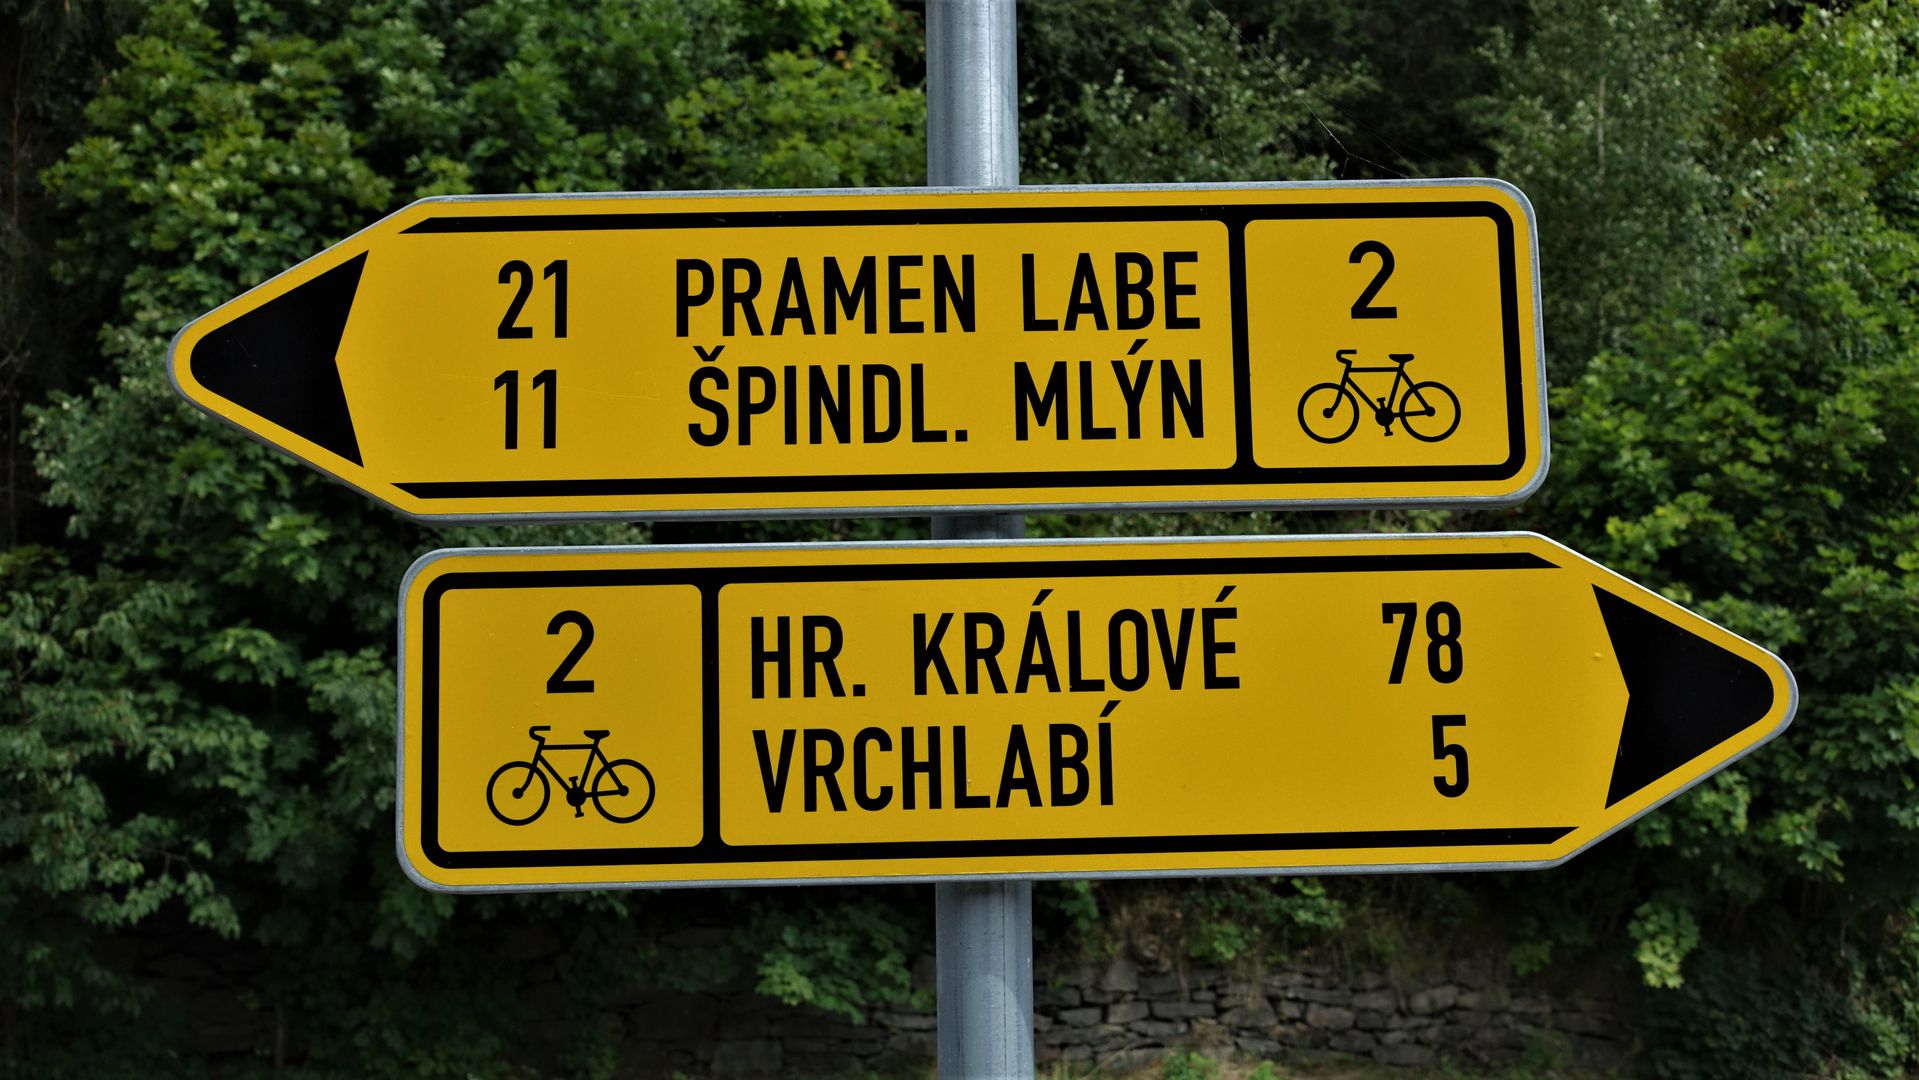 21 PRAMEN LABE 2
11 ŠPINDL. MLÝN
2 HR. KRÁLOVÉ 78
VRCHLABÍ 5